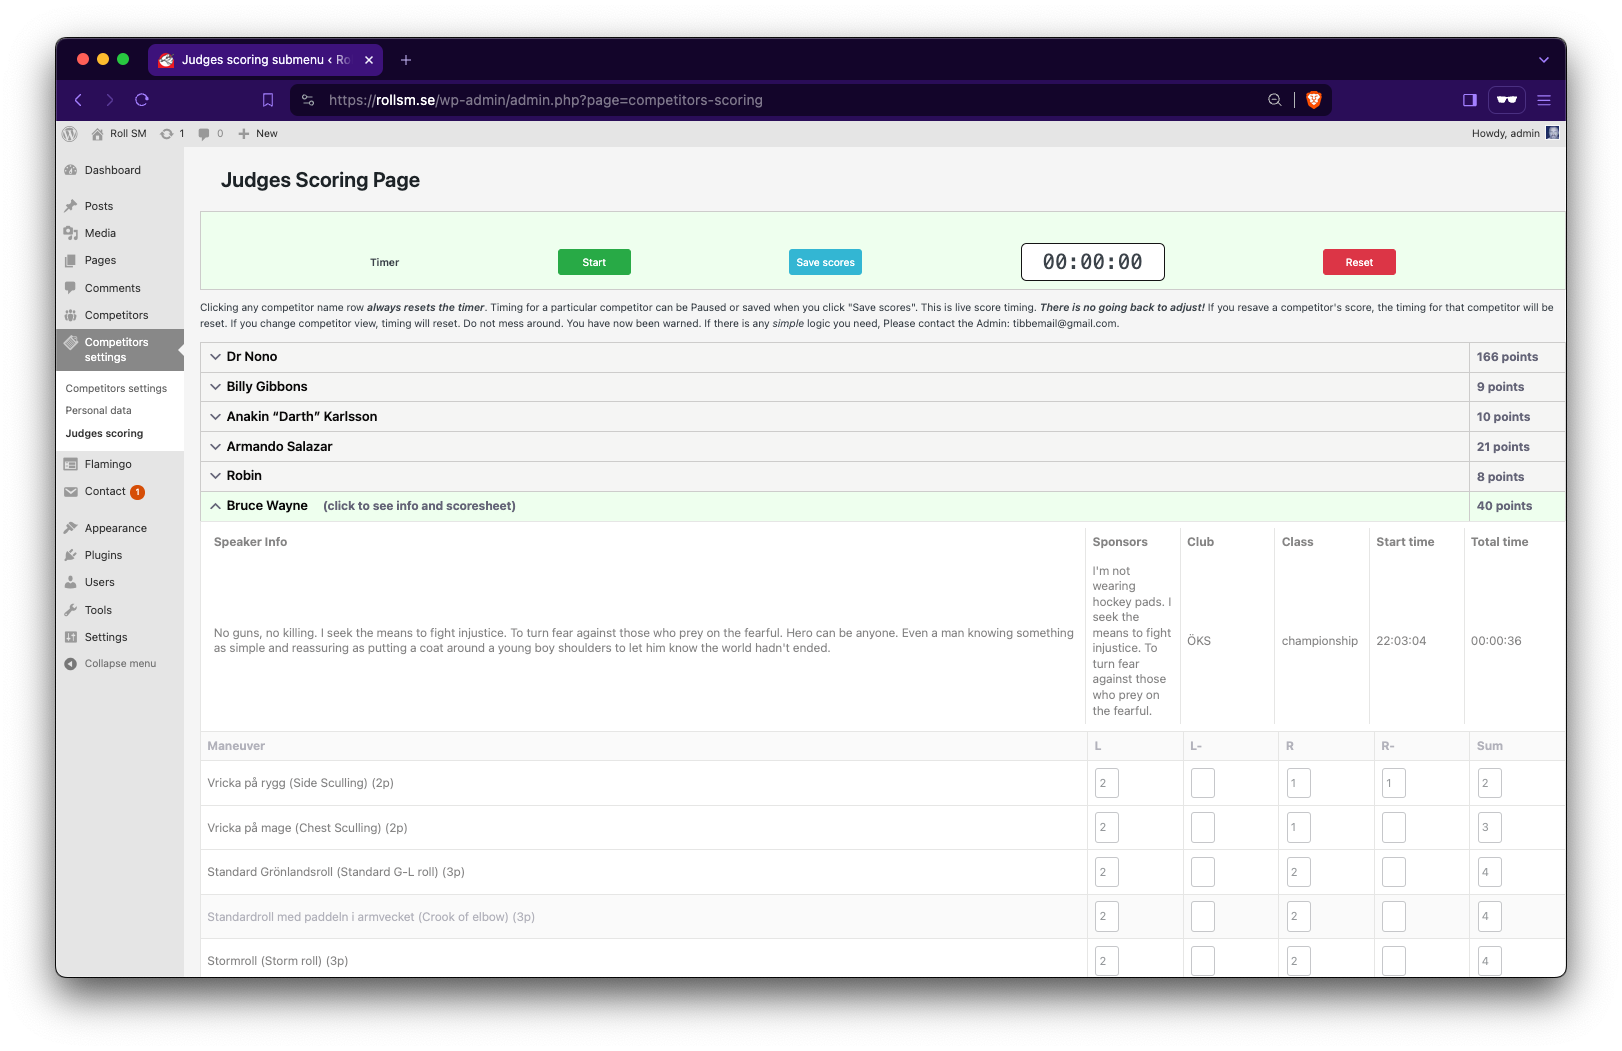 Judges scoring submenu ‹ Ro
https://rollsm.se/wp-admin/admin.php?page=competitors-scoring
Roll SM 1 0 New Howdy, admin
Dashboard
Posts
Media
Pages
Comments
Competitors
Competitors settings
Competitors settings
Personal data
Judges scoring
Flamingo
Contact 1
Appearance
Plugins
Users
Tools
Settings
Collapse menu
Judges Scoring Page
Timer Start Save scores 00:00:00 Reset
Clicking any competitor name row always resets the timer. Timing for a particular competitor can be Paused or saved when you click "Save scores". This is live score timing. There is no going back to adjust! If you resave a competitor's score, the timing for that competitor will be
reset. If you change competitor view, timing will reset. Do not mess around. You have now been warned. If there is any simple logic you need, Please contact the Admin: tibbemail@gmail.com.
Dr Nono 166 points
Billy Gibbons 9 points
Anakin “Darth” Karlsson 10 points
Armando Salazar 21 points
Robin 8 points
Bruce Wayne (click to see info and scoresheet) 40 points
Speaker Info Sponsors Club Class Start time Total time
No guns, no killing. I seek the means to fight injustice. To turn fear against those who prey on the fearful. Hero can be anyone. Even a man knowing something
as simple and reassuring as putting a coat around a young boy shoulders to let him know the world hadn't ended.
I'm not
wearing
hockey pads. I
seek the
means to fight
injustice. To
turn fear
against those
who prey on
the fearful.
ÖKS championship 22:03:04 00:00:36
Maneuver L L- R R- Sum
Vricka på rygg (Side Sculling) (2p) 2 1 1 2
Vricka på mage (Chest Sculling) (2p) 2 1 3
Standard Grönlandsroll (Standard G-L roll) (3p) 2 2 4
Standardroll med paddeln i armvecket (Crook of elbow) (3p) 2 2 4
Stormroll (Storm roll) (3p) 2 2 4